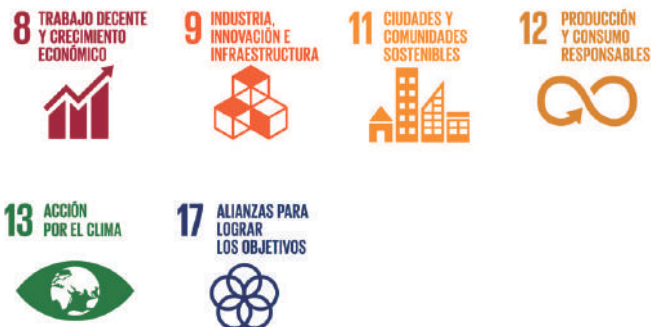 8 TRABAJO DECENTE
Y CRECIMIENTO
ECONÓMICO
9 INDUSTRIA,
INNOVACIÓN E
INFRAESTRUCTURA
11 CIUDADES Y
COMUNIDADES
SOSTENIBLES
12 PRODUCCIÓN
Y CONSUMO
RESPONSABLES
13 ACCIÓN
POR EL CLIMA
17 ALIANZAS PARA
LOGRAR
LOS OBJETIVOS